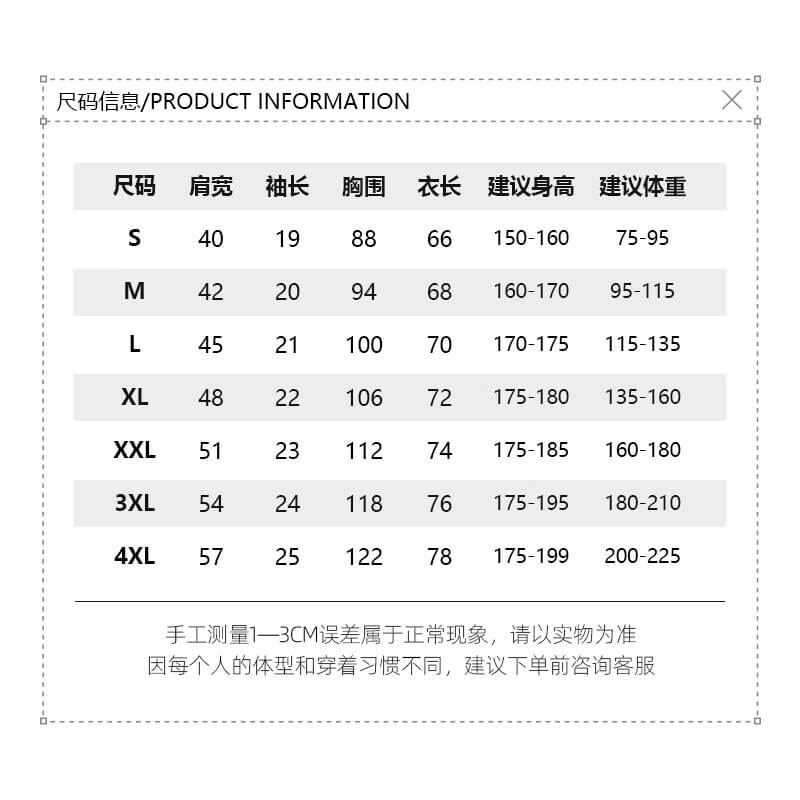 尺码信息/PRODUCT INFORMATION
尺码 肩宽 袖长 胸围 衣长 建议身高 建议体重
S 40 19 88 66 150-160 75-95
M 42 20 94 68 160-170 95-115
L 45 21 100 70 170-175 115-135
XL 48 22 106 72 175-180 135-160
XXL 51 23 112 74 175-185 160-180
3XL 54 24 118 76 175-195 180-210
4XL 57 25 122 78 175-199 200-225
手工测量1—3CM误差属于正常现象，请以实物为准
因每个人的体型和穿着习惯不同，建议下单前咨询客服